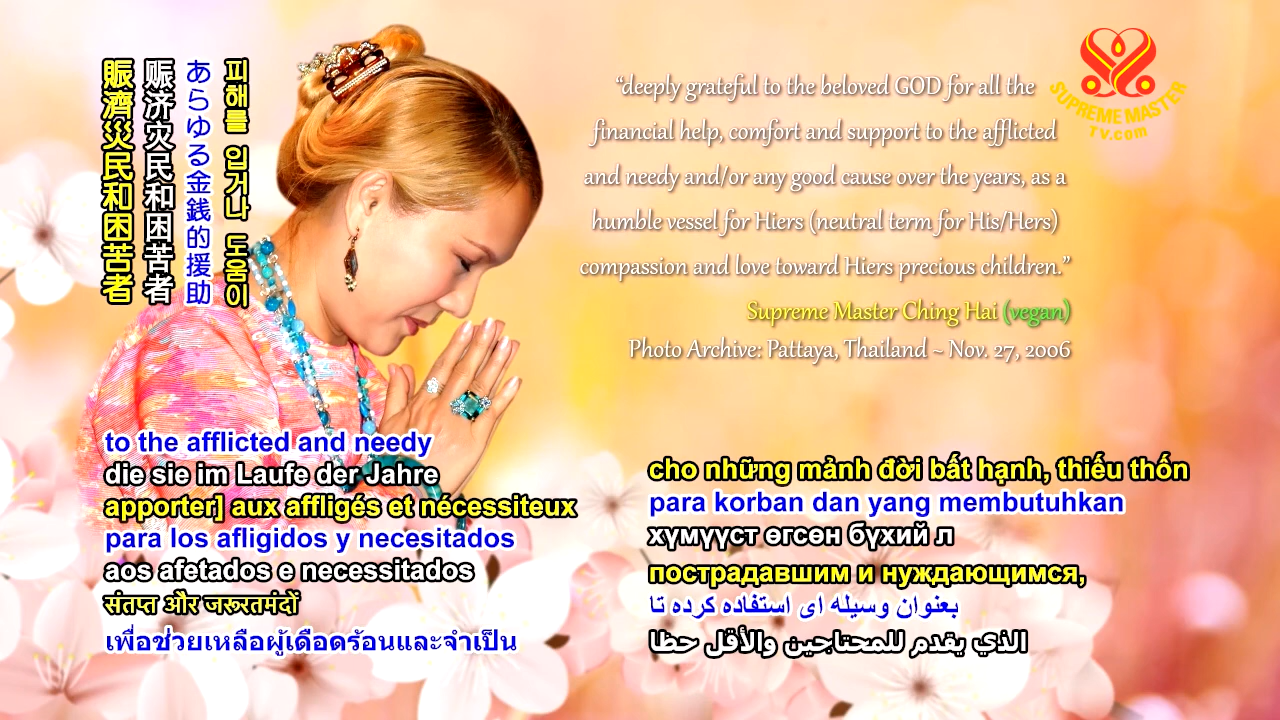 賑濟災民和困苦者
赈济灾民和困苦者
あらゆる金銭的援助
피해를 입거나 도움이
“deeply grateful to the beloved GOD for all the
financial help, comfort and support to the afflicted
and needy and/or any good cause over the years, as a
humble vessel for Hiers (neutral term for His/Hers)
compassion and love toward Hiers precious children.”
Supreme Master Ching Hai (vegan)
Photo Archive: Pattaya, Thailand ~ Nov. 27, 2006
SUPREME MASTER
TV.com
to the afflicted and needy
die sie im Laufe der Jahre
apporter] aux affligés et nécessiteux
para los afligidos y necesitados
aos afetados e necessitados
संतप्त और जरूरतमंदों
เพื่อช่วยเหลือผู้เดือดร้อนและจำเป็น
cho những mảnh đời bất hạnh, thiếu thốn
para korban dan yang membutuhkan
хүмүүст өгсөн бүхий л
пострадавшим и нуждающимся,
بعنوان وسیله ای استفاده کرده تا
الذي يقدم للمحتاجين والأقل حظا